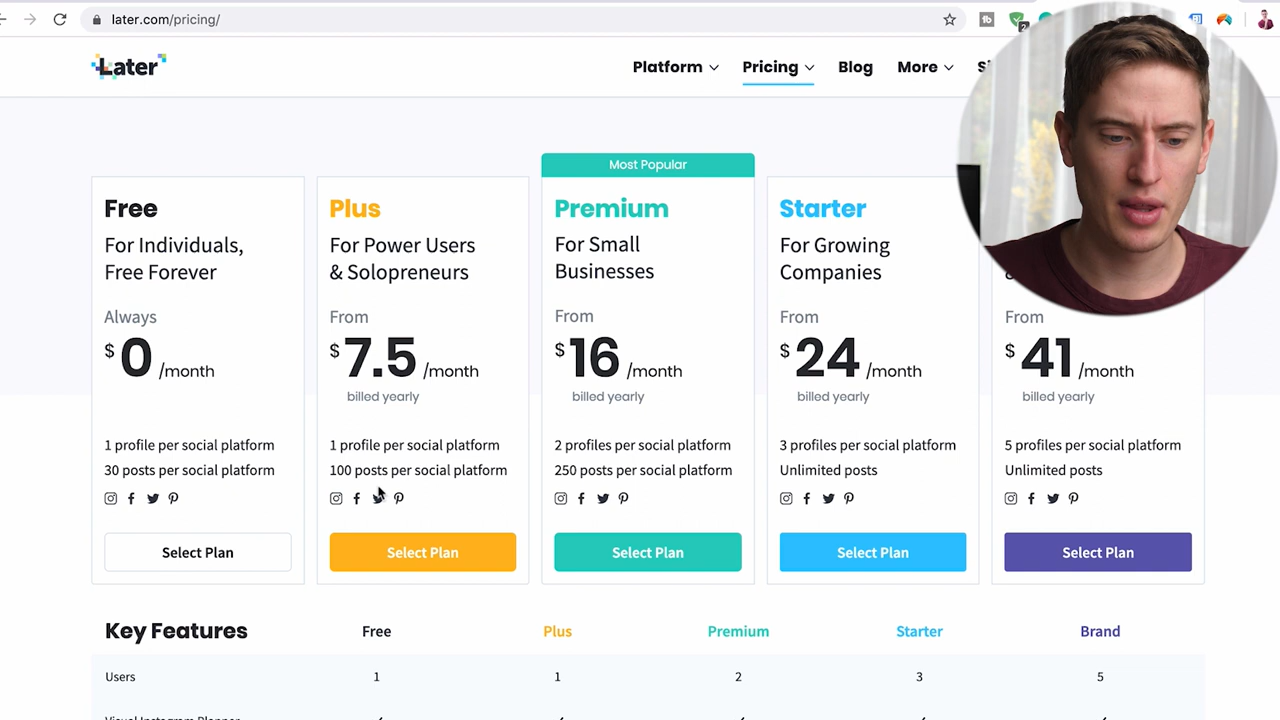 later.com/pricing/
Later
Platform
Pricing
Blog
More
Most Popular
Free
For Individuals,
Free Forever
Always
$0 /month
1 profile per social platform
30 posts per social platform
Select Plan
Plus
For Power Users
& Solopreneurs
From
$7.5 /month
billed yearly
1 profile per social platform
100 posts per social platform
Select Plan
Premium
For Small
Businesses
From
$16 /month
billed yearly
2 profiles per social platform
250 posts per social platform
Select Plan
Starter
For Growing
Companies
From
$24 /month
billed yearly
3 profiles per social platform
Unlimited posts
Select Plan
From
$41 /month
billed yearly
5 profiles per social platform
Unlimited posts
Select Plan
Key Features Free Plus Premium Starter Brand
Users 1 1 2 3 5